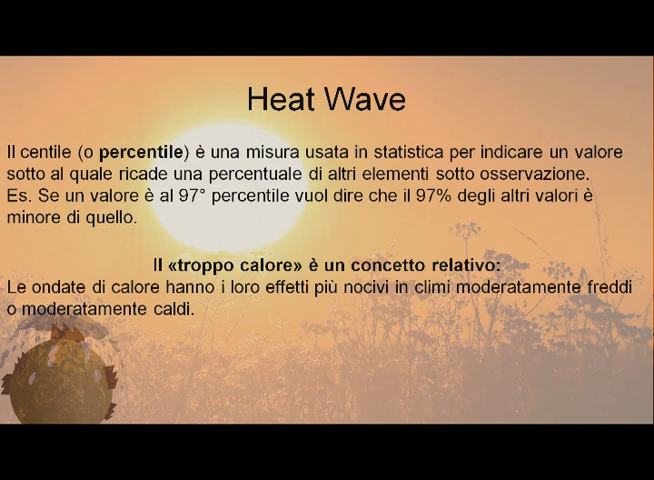 Heat Wave
Il centile (o percentile) è una misura usata in statistica per indicare un valore
sotto al quale ricade una percentuale di altri elementi sotto osservazione.
Es. Se un valore è al 97° percentile vuol dire che il 97% degli altri valori è
minore di quello.
Il «troppo calore» è un concetto relativo:
Le ondate di calore hanno i loro effetti più nocivi in climi moderatamente freddi
o moderatamente caldi.